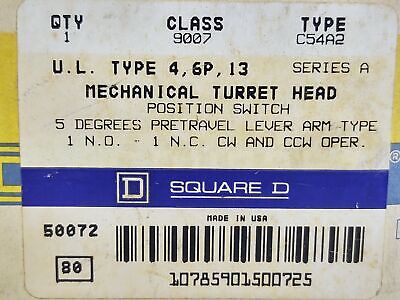 QTY CLASS TYPE
1 9007 C54A2
U.L. TYPE 4,6P,13 SERIES A
MECHANICAL TURRET HEAD
POSITION SWITCH
5 DEGREES PRETRAVEL LEVER ARM TYPE
1 N.O. - 1 N.C. CW AND CCW OPER.
D SQUARE D
®
MADE IN USA
50072
80
10785901500725